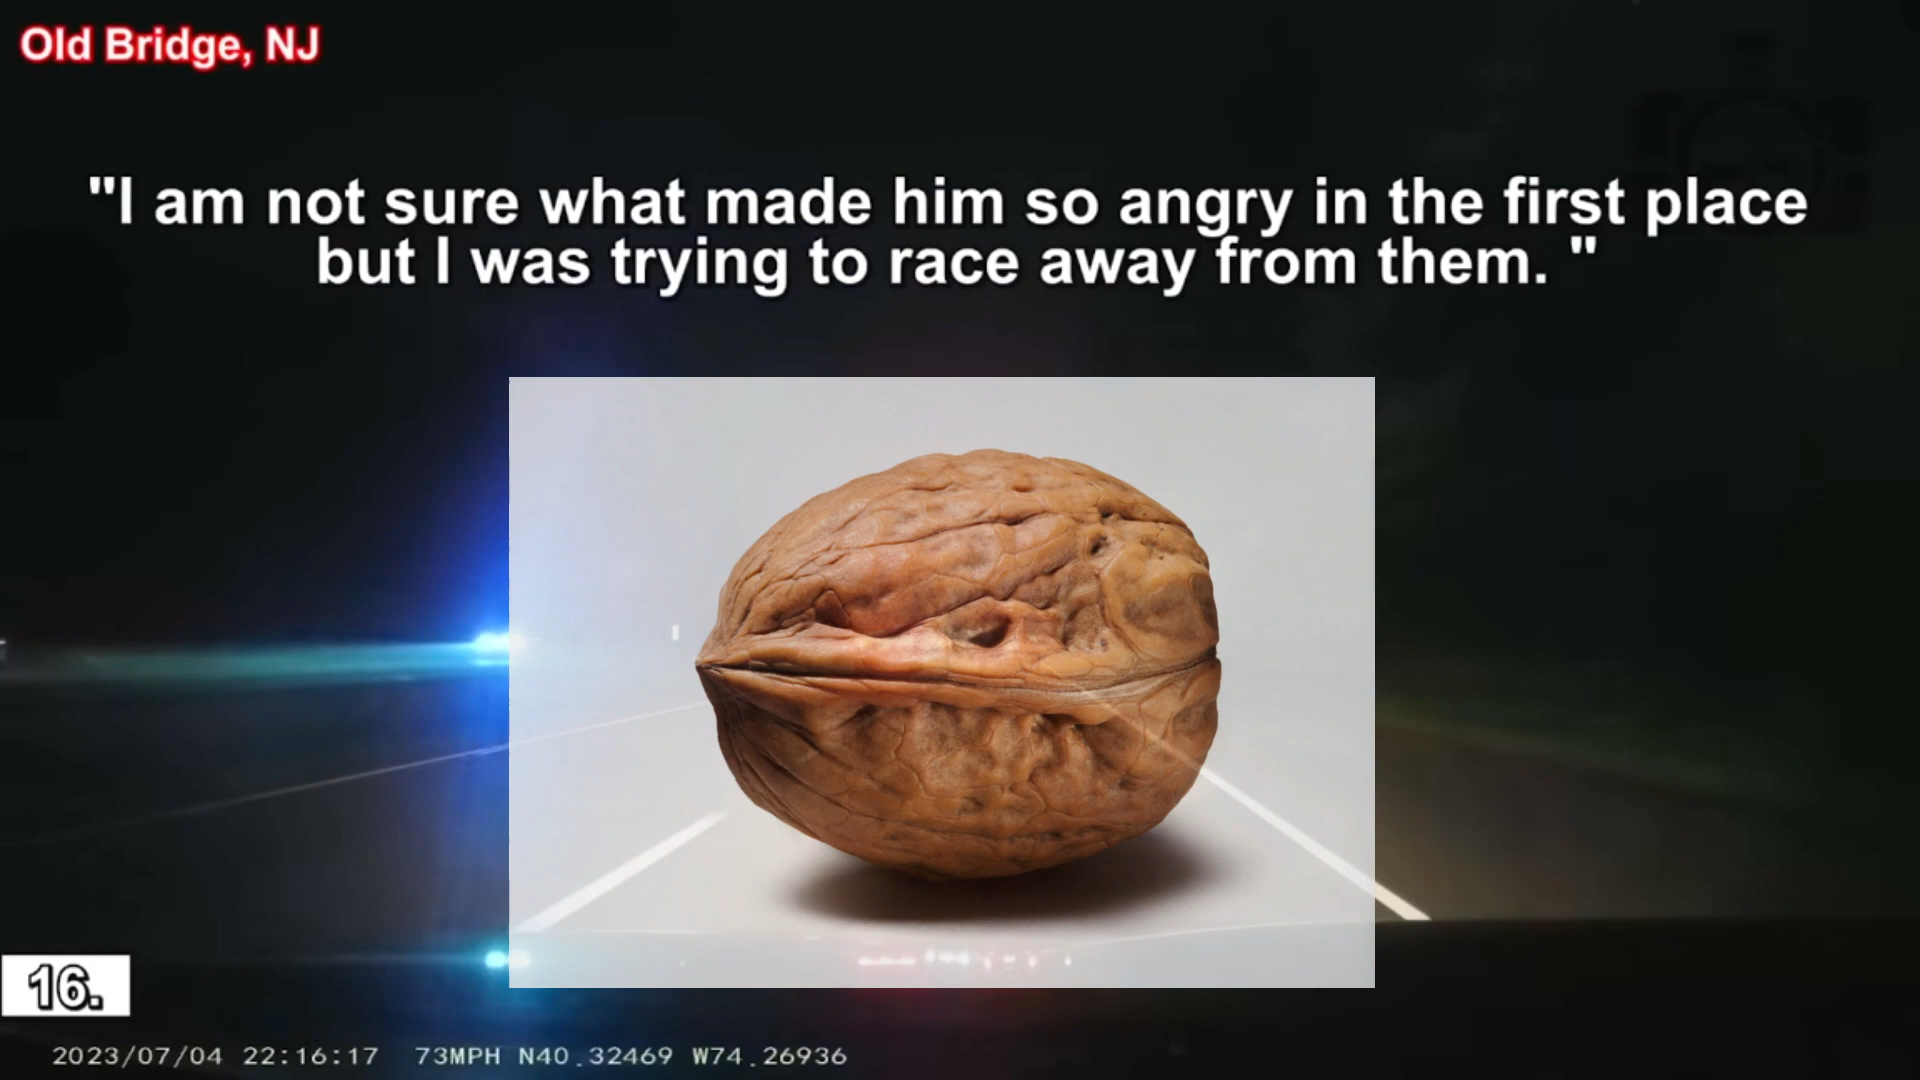 Old Bridge, NJ
"I am not sure what made him so angry in the first place
but I was trying to race away from them. "
16.
2023/07/04 22:16:17 73MPH N40.32469 W74.26936